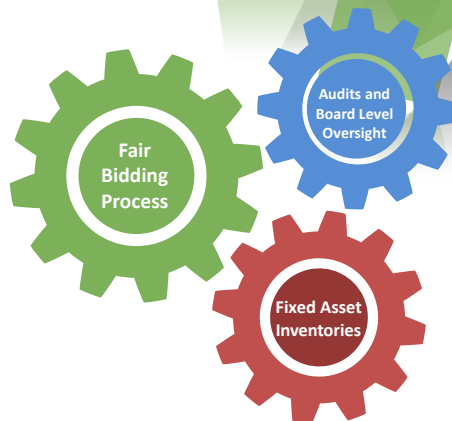 Fair
Bidding
Process
Audits and
Board Level
Oversight
Fixed Asset
Inventories